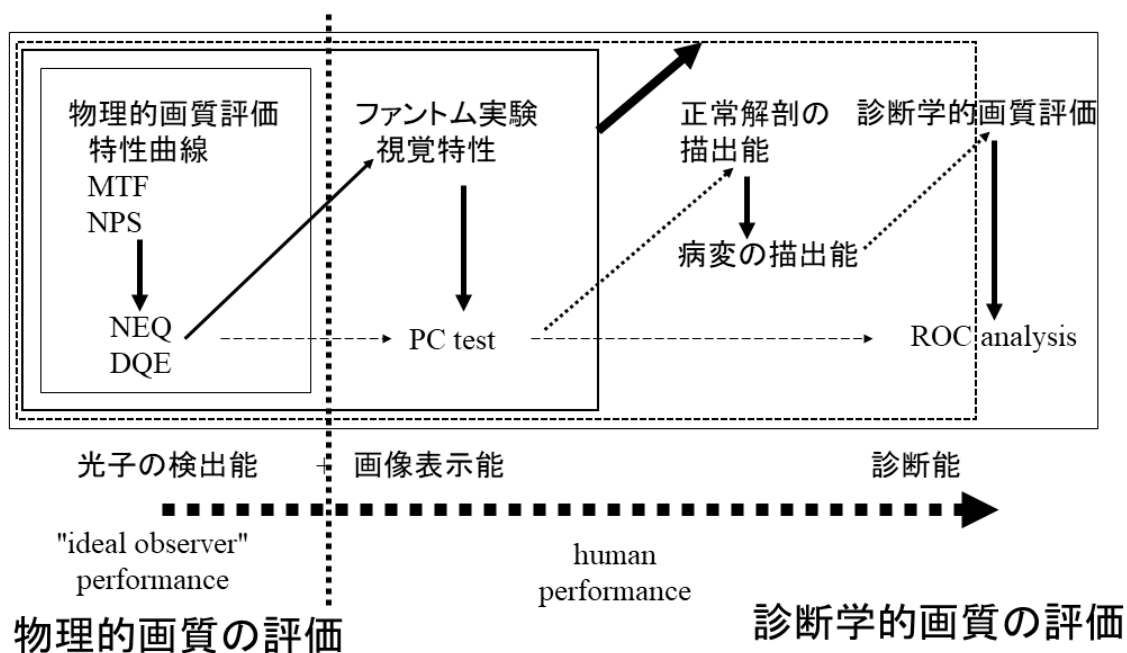 物理的画質評価
特性曲線
MTF
NPS
NEQ
DQE
ファントム実験
視覚特性
PC test
正常解剖の
描出能
病変の描出能
診断学的画質評価
ROC analysis
光子の検出能 + 画像表示能
診断能
"ideal observer"
performance
human
performance
物理的画質の評価
診断学的画質の評価